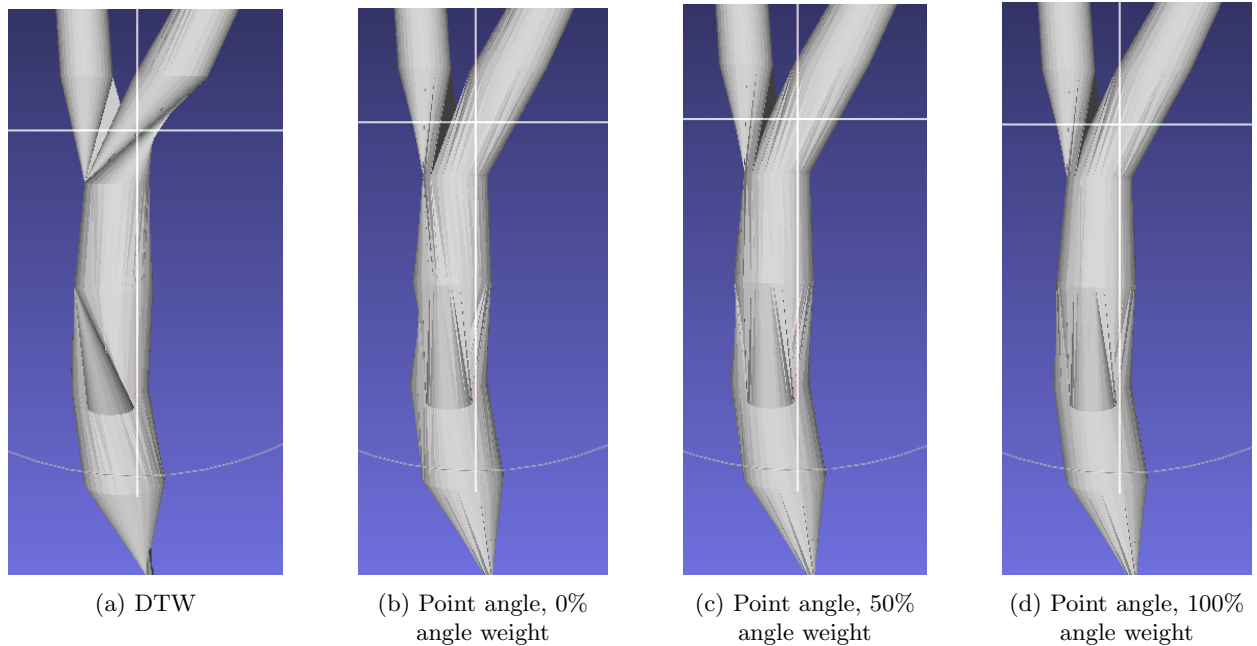 (a) DTW
(b) Point angle, 0%
angle weight
(c) Point angle, 50%
angle weight
(d) Point angle, 100%
angle weight